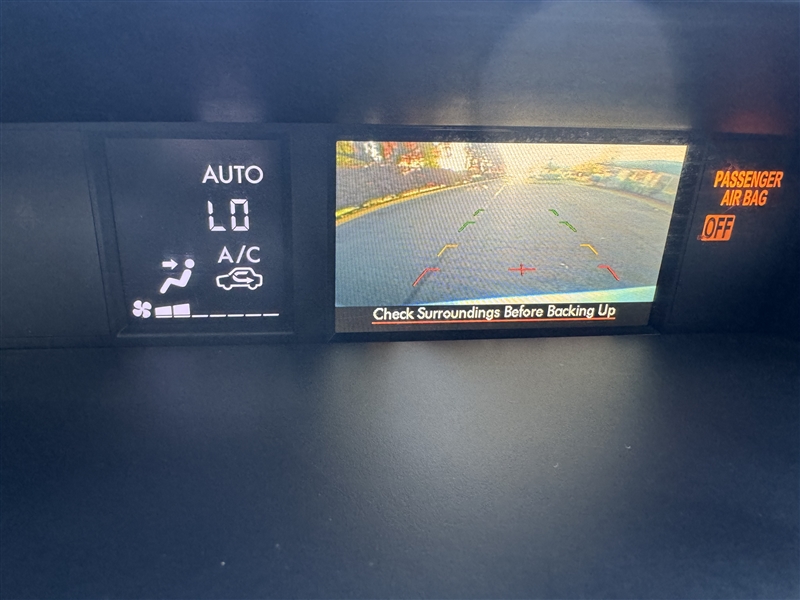 AUTO
LO
A/C
Check Surroundings Before Backing Up
PASSENGER
AIR BAG
OFF